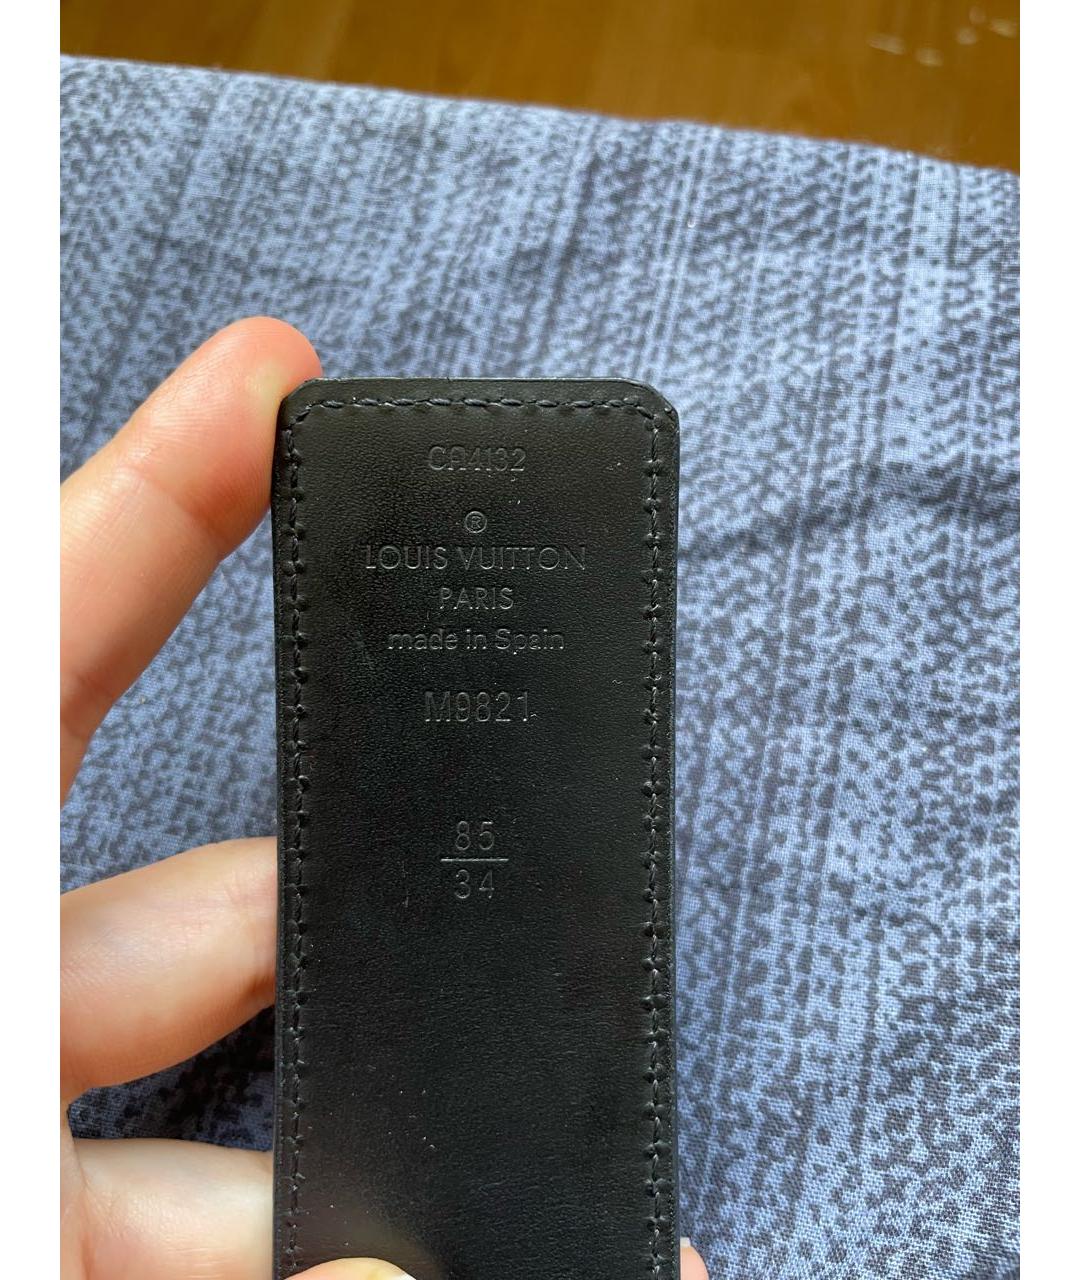 CA4132
®
LOUIS VUITTON
PARIS
made in Spain
M9821
85
34